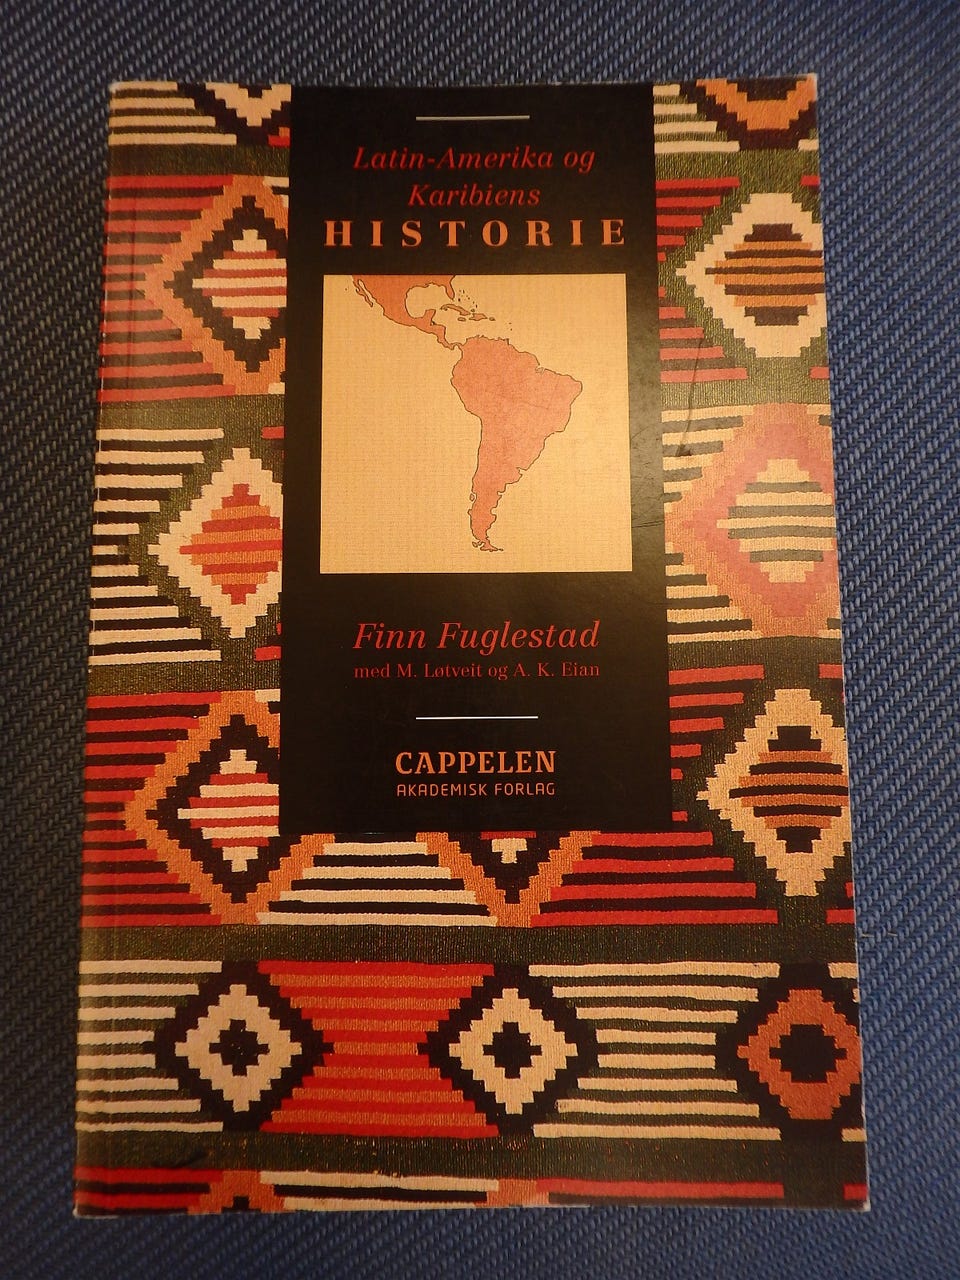 Latin-Amerika og
Karibiens
HISTORIE
Finn Fuglestad
med M. Løtveit og A. K. Eian
CAPPELEN
AKADEMISK FORLAG